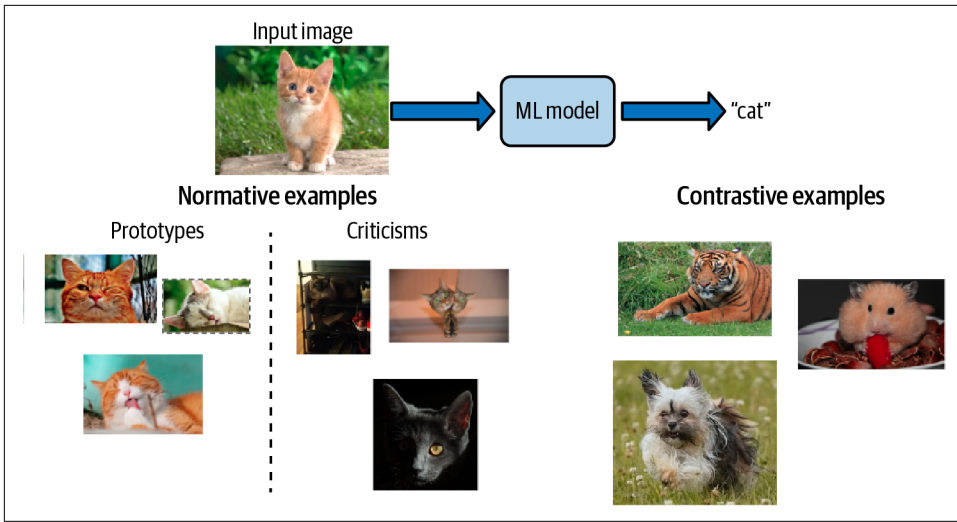 Input image
ML model
“cat”
Normative examples
Contrastive examples
Prototypes
Criticisms